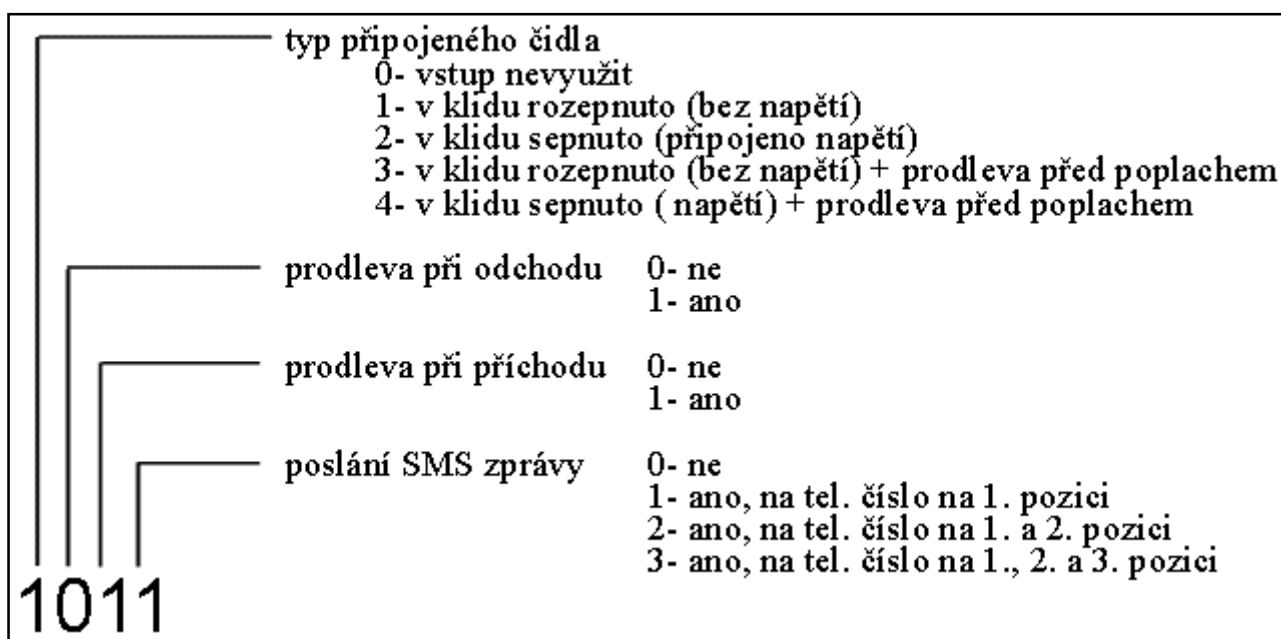 typ připojeného čidla
0- vstup nevyužit
1- v klidu rozepnuto (bez napětí)
2- v klidu sepnuto (připojeno napětí)
3- v klidu rozepnuto (bez napětí) + prodleva před poplachem
4- v klidu sepnuto ( napětí) + prodleva před poplachem
prodleva při odchodu 0- ne
1- ano
prodleva při příchodu 0- ne
1- ano
poslání SMS zprávy 0- ne
1- ano, na tel. číslo na 1. pozici
2- ano, na tel. číslo na 1. a 2. pozici
3- ano, na tel. číslo na 1., 2. a 3. pozici
1011